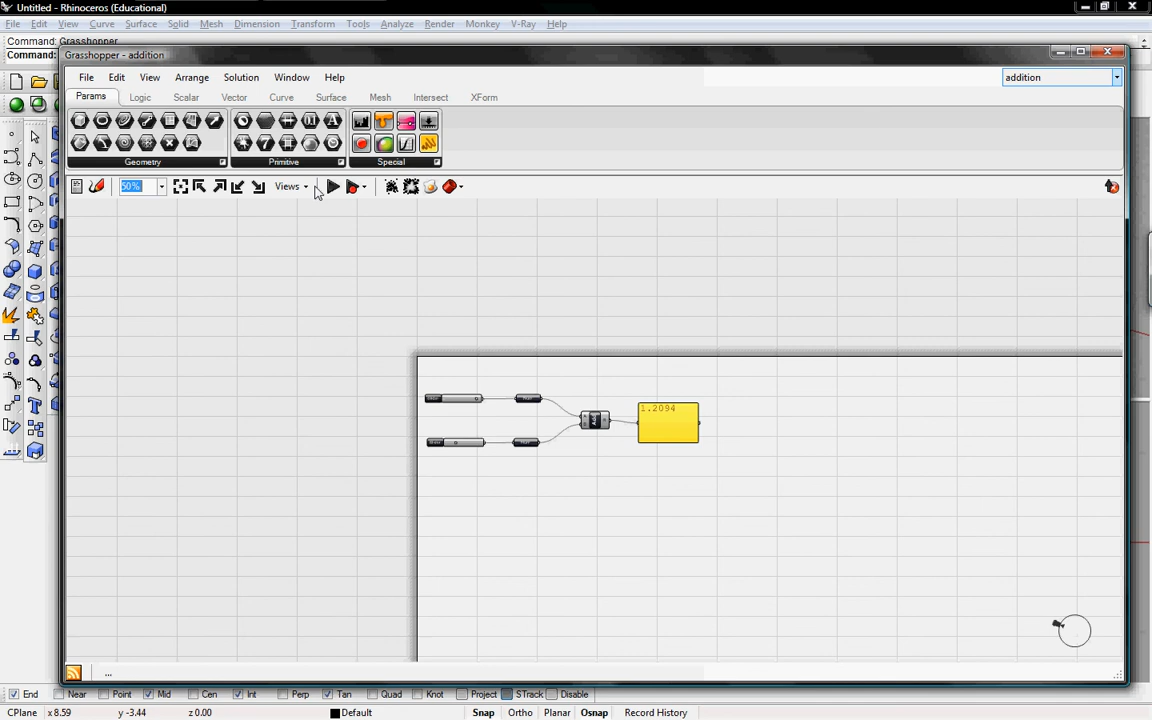 Untitled - Rhinoceros (Educational)
File Edit View Curve Surface Solid Mesh Dimension Transform Tools Analyze Render Monkey V-Ray Help
Command: Grasshopper
Command:
Grasshopper - addition
File Edit View Arrange Solution Window Help
addition
Params Logic Scalar Vector Curve Surface Mesh Intersect XForm
Geometry Primitive Special
50% Views
1.2094
...
End Near Point Mid Cen Int Perp Tan Quad Knot Project STrack Disable
CPlane x 8.59 y -3.44 z 0.00 Default Snap Ortho Planar Osnap Record History